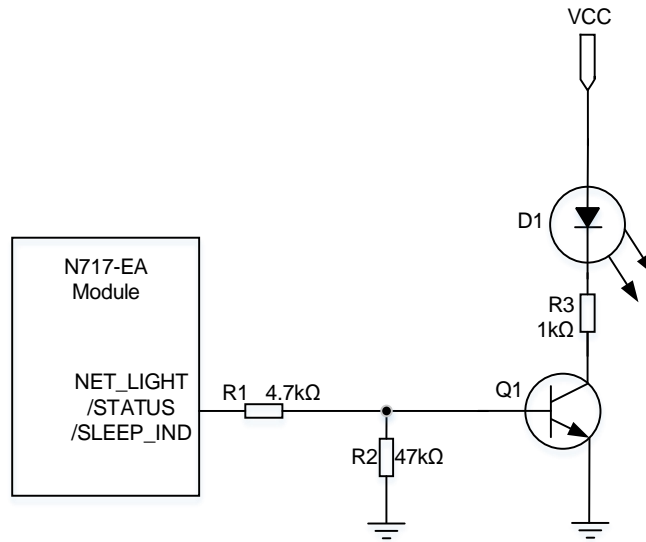 VCC
D1
N717-EA
Module
R3
1kΩ
NET_LIGHT
/STATUS
/SLEEP_IND
R1 4.7kΩ
Q1
R2 47kΩ